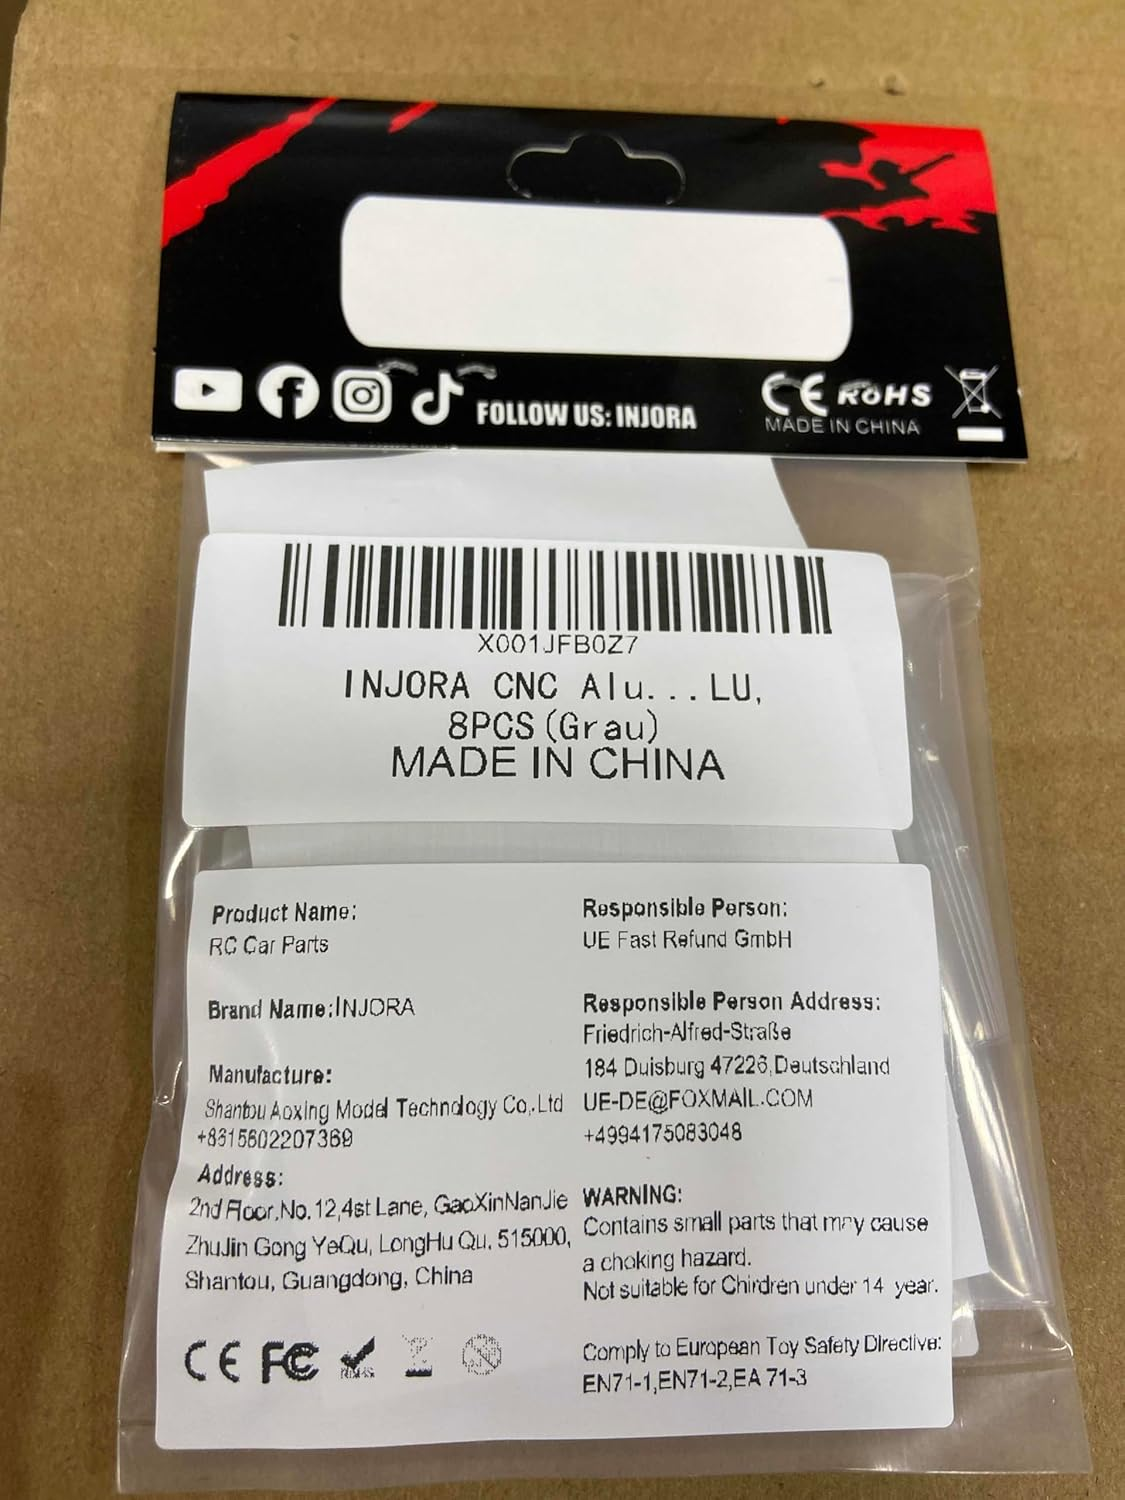 FOLLOW US: INJORA
CE RoHS
MADE IN CHINA
X001JFB0Z7
INJORA CNC Alu...LU,
8PCS(Grau)
MADE IN CHINA
Product Name:
RC Car Parts
Brand Name:INJORA
Manufacture:
Shantou Aoxing Model Technology Co,.Ltd
+8615602207369
Address:
2nd Floor,No.12,4st Lane, GaoXinNanJie
ZhuJin Gong YeQu, LongHu Qu, 515000,
Shantou, Guangdong, China
CE FC
Responsible Person:
UE Fast Refund GmbH
Responsible Person Address:
Friedrich-Alfred-Straße
184 Duisburg 47226,Deutschland
UE-DE@FOXMAIL.COM
+4994175083048
WARNING:
Contains small parts that may cause
a choking hazard.
Not suitable for Chirdren under 14 year.
Comply to European Toy Safety Directive:
EN71-1,EN71-2,EA 71-3